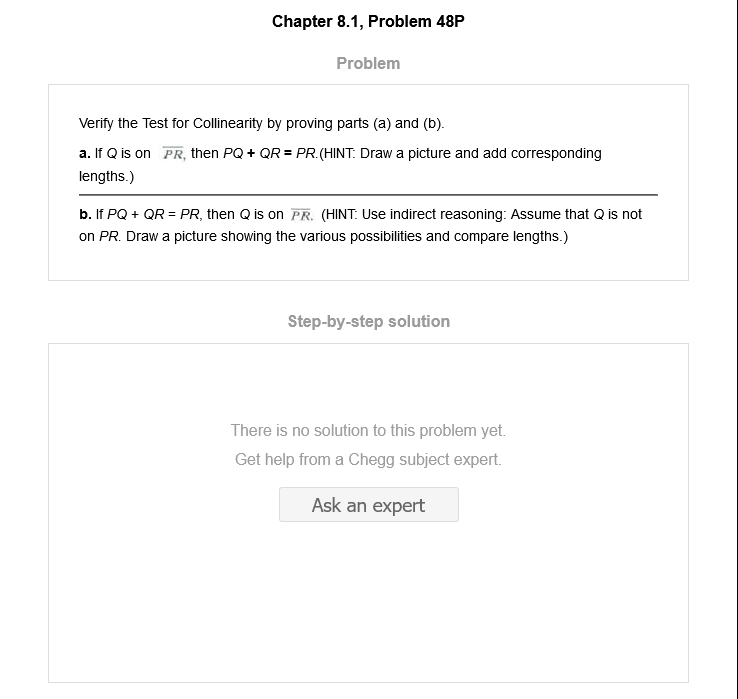 Chapter 8.1, Problem 48P
Problem
Verify the Test for Collinearity by proving parts (a) and (b).
a. If Q is on PR, then PQ + QR = PR.(HINT: Draw a picture and add corresponding
lengths.)
b. If PQ + QR = PR, then Q is on PR. (HINT: Use indirect reasoning: Assume that Q is not
on PR. Draw a picture showing the various possibilities and compare lengths.)
Step-by-step solution
There is no solution to this problem yet.
Get help from a Chegg subject expert.
Ask an expert